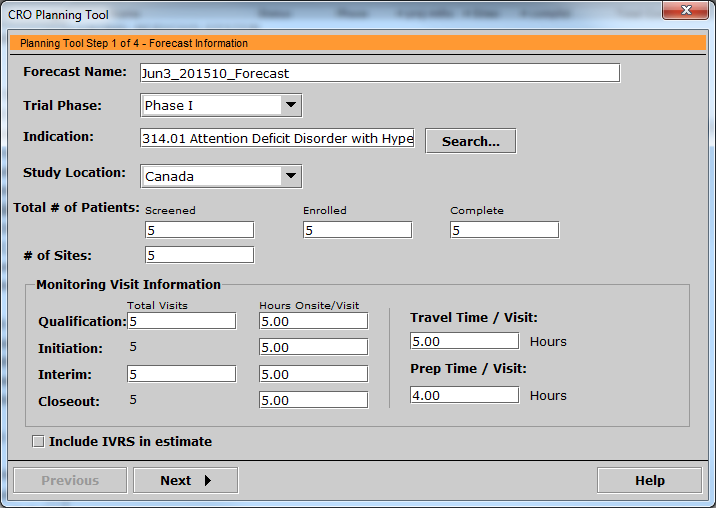 CRO Planning Tool
Planning Tool Step 1 of 4 - Forecast Information
Forecast Name: Jun3_201510_Forecast
Trial Phase: Phase I
Indication: 314.01 Attention Deficit Disorder with Hype Search...
Study Location: Canada
Total # of Patients: Screened Enrolled Complete
5 5 5
# of Sites: 5
Monitoring Visit Information
Total Visits Hours Onsite/Visit
Qualification: 5 5.00
Initiation: 5 5.00
Interim: 5 5.00
Closeout: 5 5.00
Travel Time / Visit:
5.00 Hours
Prep Time / Visit:
4.00 Hours
Include IVRS in estimate
Previous Next Help